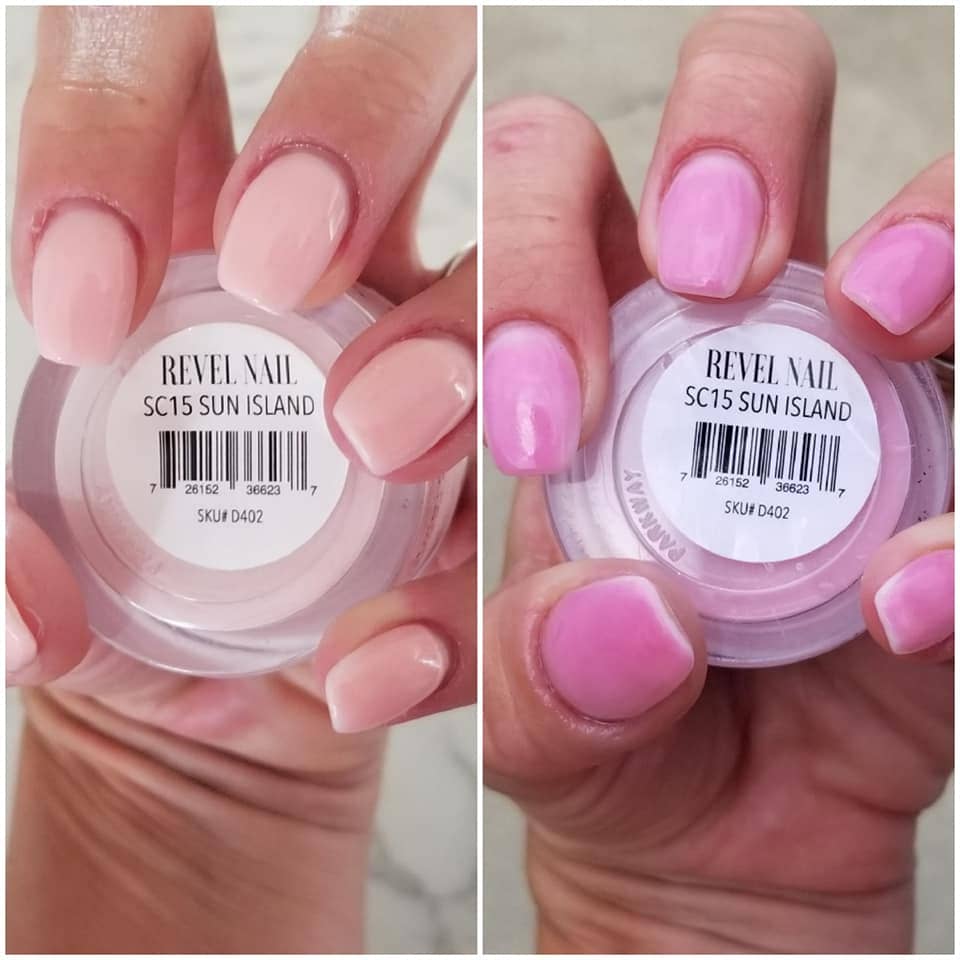 REVEL NAIL
SC15 SUN ISLAND
7 26152 36623 7
SKU# D402
REVEL NAIL
SC15 SUN ISLAND
7 26152 36623 7
SKU# D402
PARKWAY